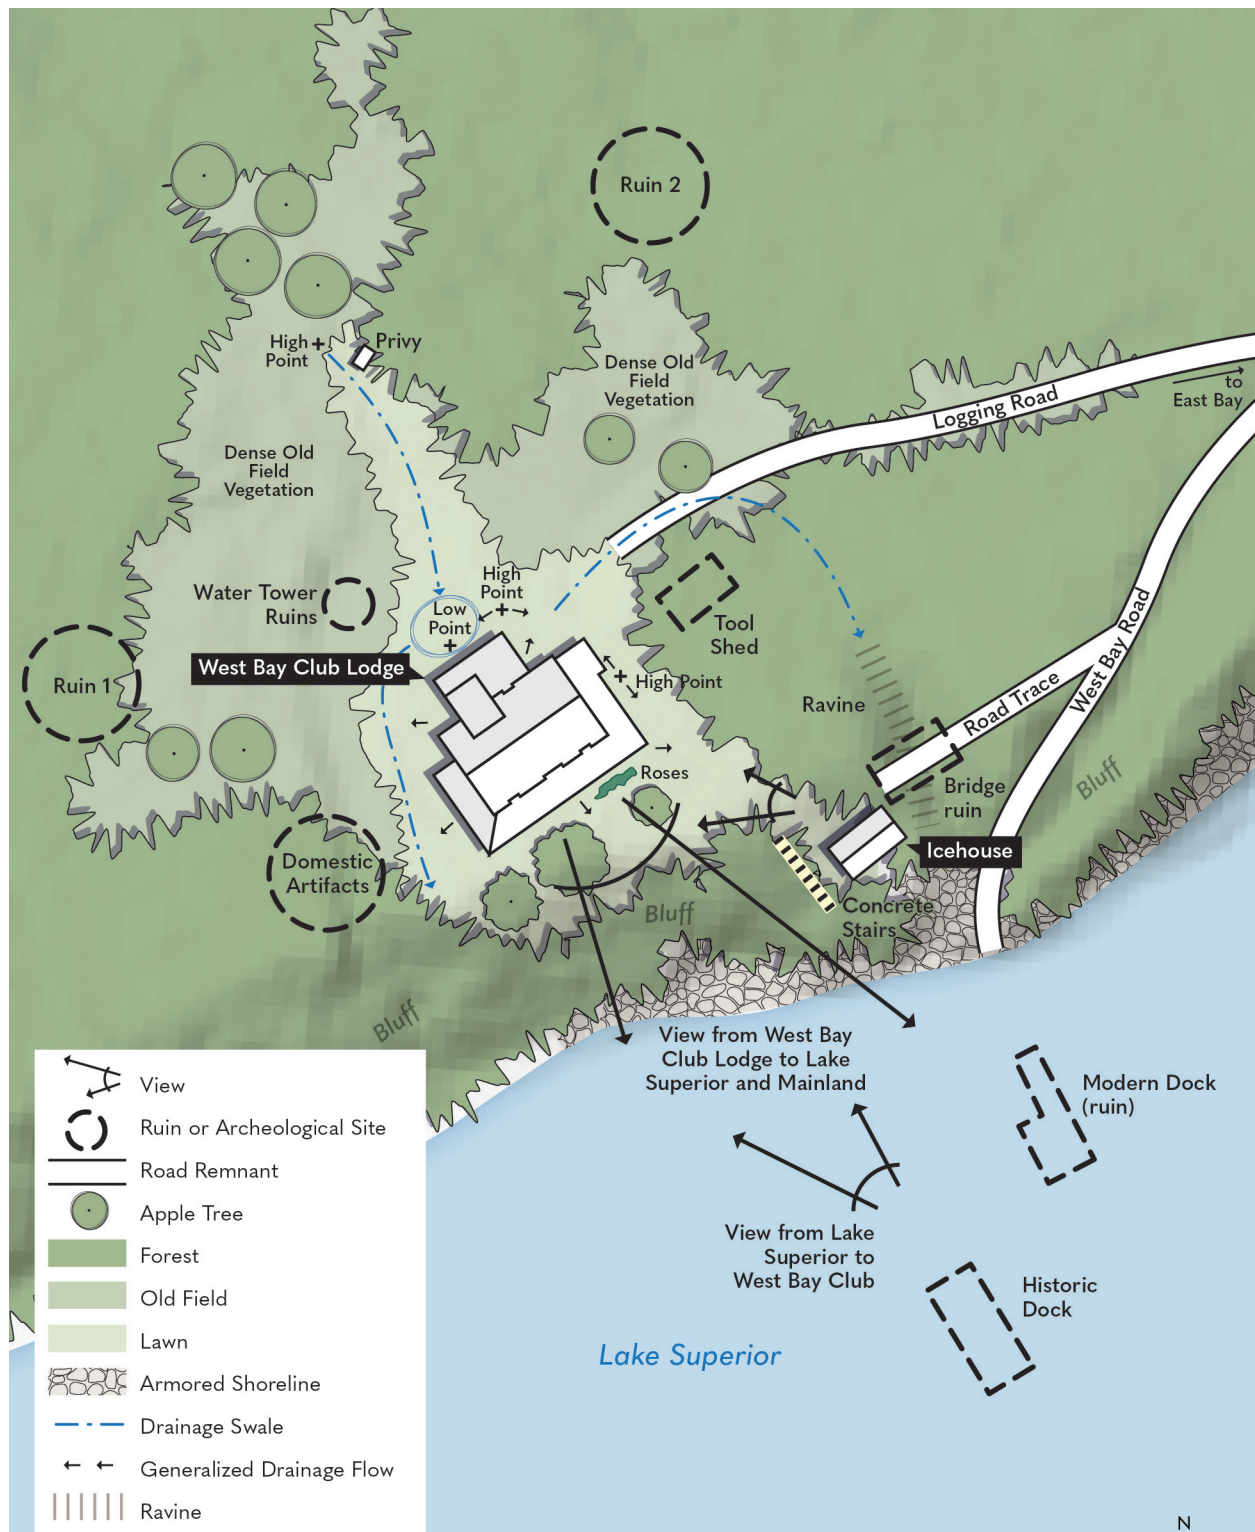 Ruin 2
High
Point
Privy
Dense Old
Field
Vegetation
to
East Bay
Logging Road
Dense Old
Field
Vegetation
High
Point
Water Tower
Ruins
Low
Point
Tool
Shed
West Bay Club Lodge
Ruin 1
High Point
Ravine
Road Trace
West Bay Road
Roses
Bridge
ruin
Bluff
Icehouse
Domestic
Artifacts
Bluff
Concrete
Stairs
Bluff
View from West Bay
Club Lodge to Lake
Superior and Mainland
Modern Dock
(ruin)
View from Lake
Superior to
West Bay Club
Historic
Dock
Lake Superior
View
Ruin or Archeological Site
Road Remnant
Apple Tree
Forest
Old Field
Lawn
Armored Shoreline
Drainage Swale
Generalized Drainage Flow
Ravine
N